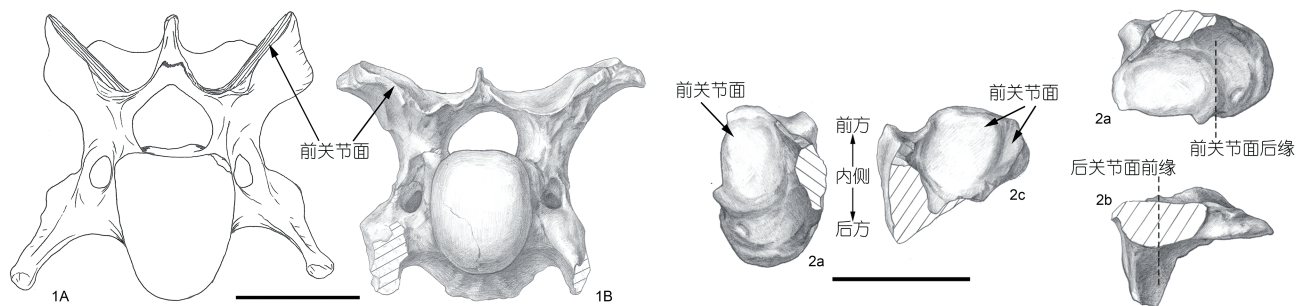 前关节面
1A
1B
前关节面
2a
前方
内侧
后方
前关节面
2c
2a
前关节面后缘
后关节面前缘
2b